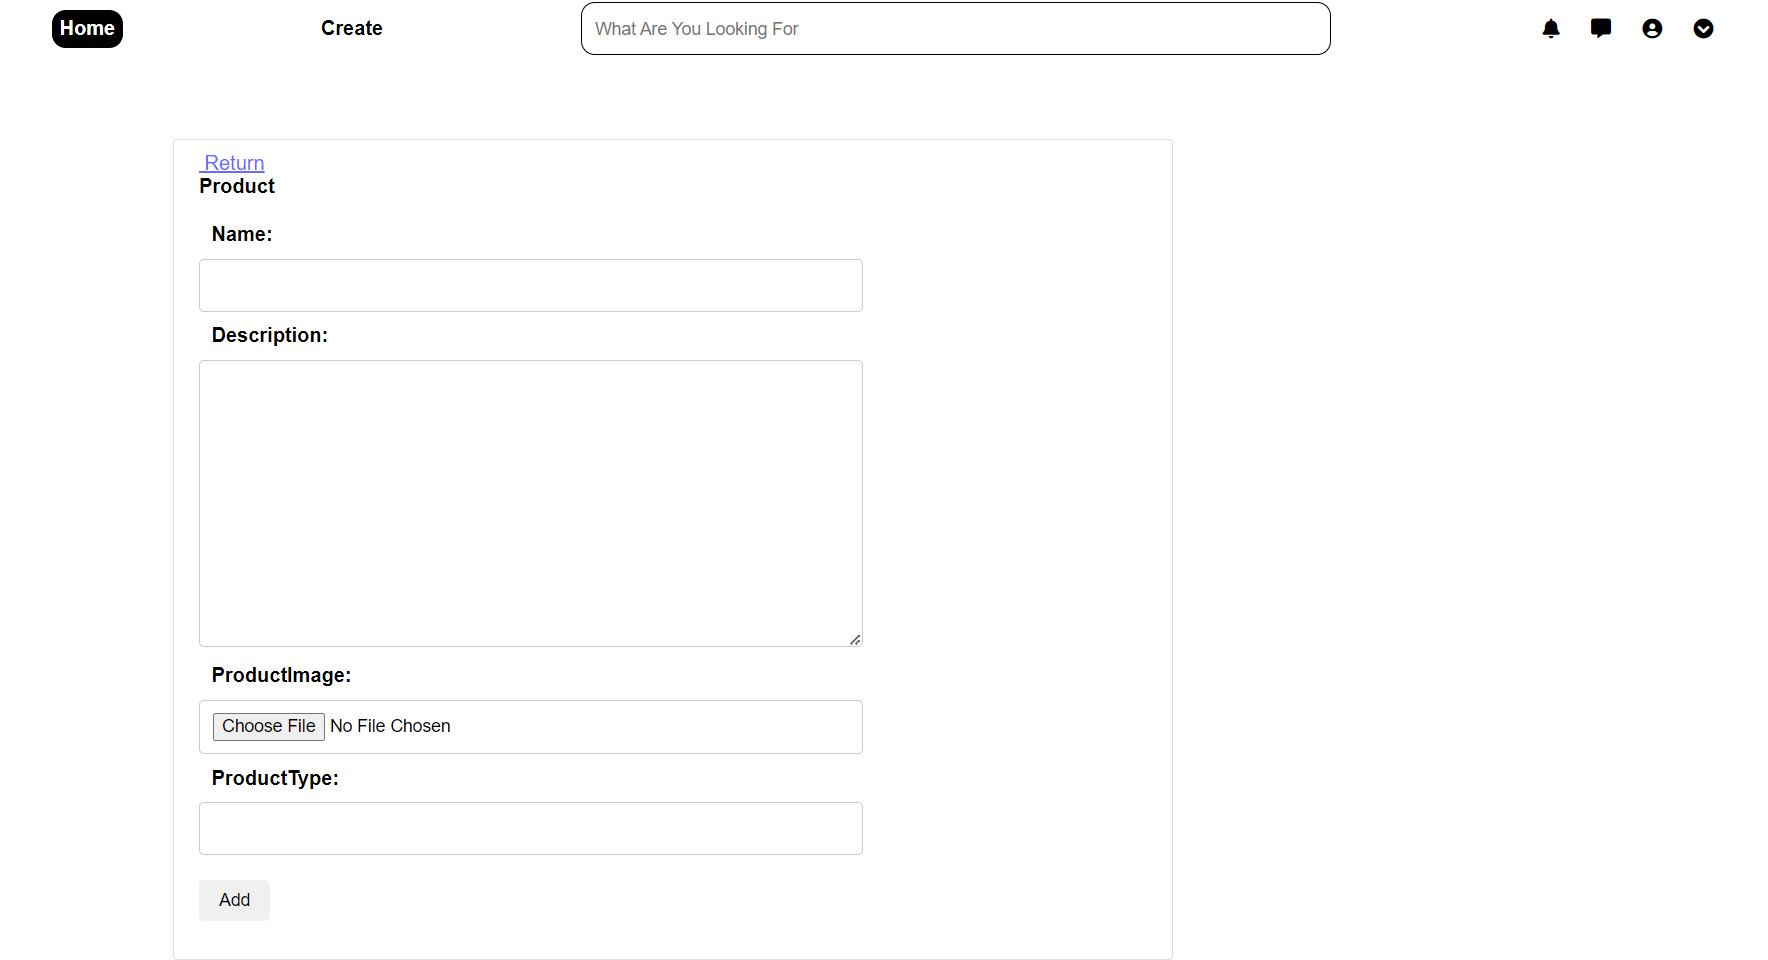 Home Create What Are You Looking For
Return
Product
Name:
Description:
ProductImage:
Choose File No File Chosen
ProductType:
Add